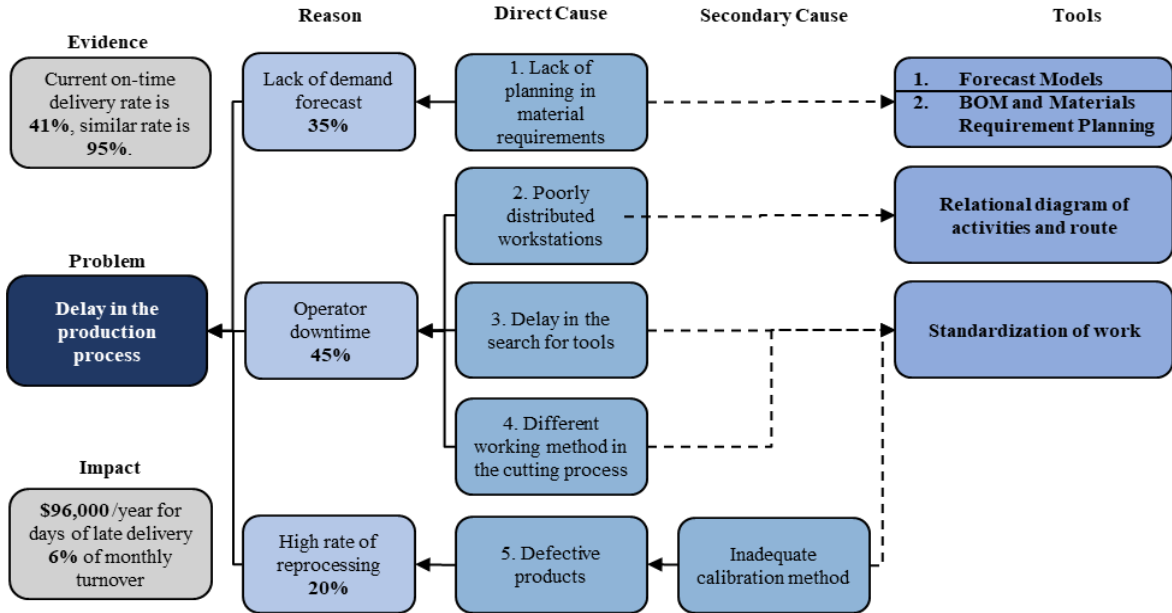 Reason
Direct Cause
Secondary Cause
Tools
Evidence
Current on-time
delivery rate is
41%, similar rate is
95%.
Lack of demand
forecast
35%
1. Lack of
planning in
material
requirements
1. Forecast Models
2. BOM and Materials
Requirement Planning
2. Poorly
distributed
workstations
Relational diagram of
activities and route
Problem
Delay in the
production
process
Operator
downtime
45%
3. Delay in the
search for tools
Standardization of work
4. Different
working method in
the cutting process
Impact
$96,000 /year for
days of late delivery
6% of monthly
turnover
High rate of
reprocessing
20%
5. Defective
products
Inadequate
calibration method